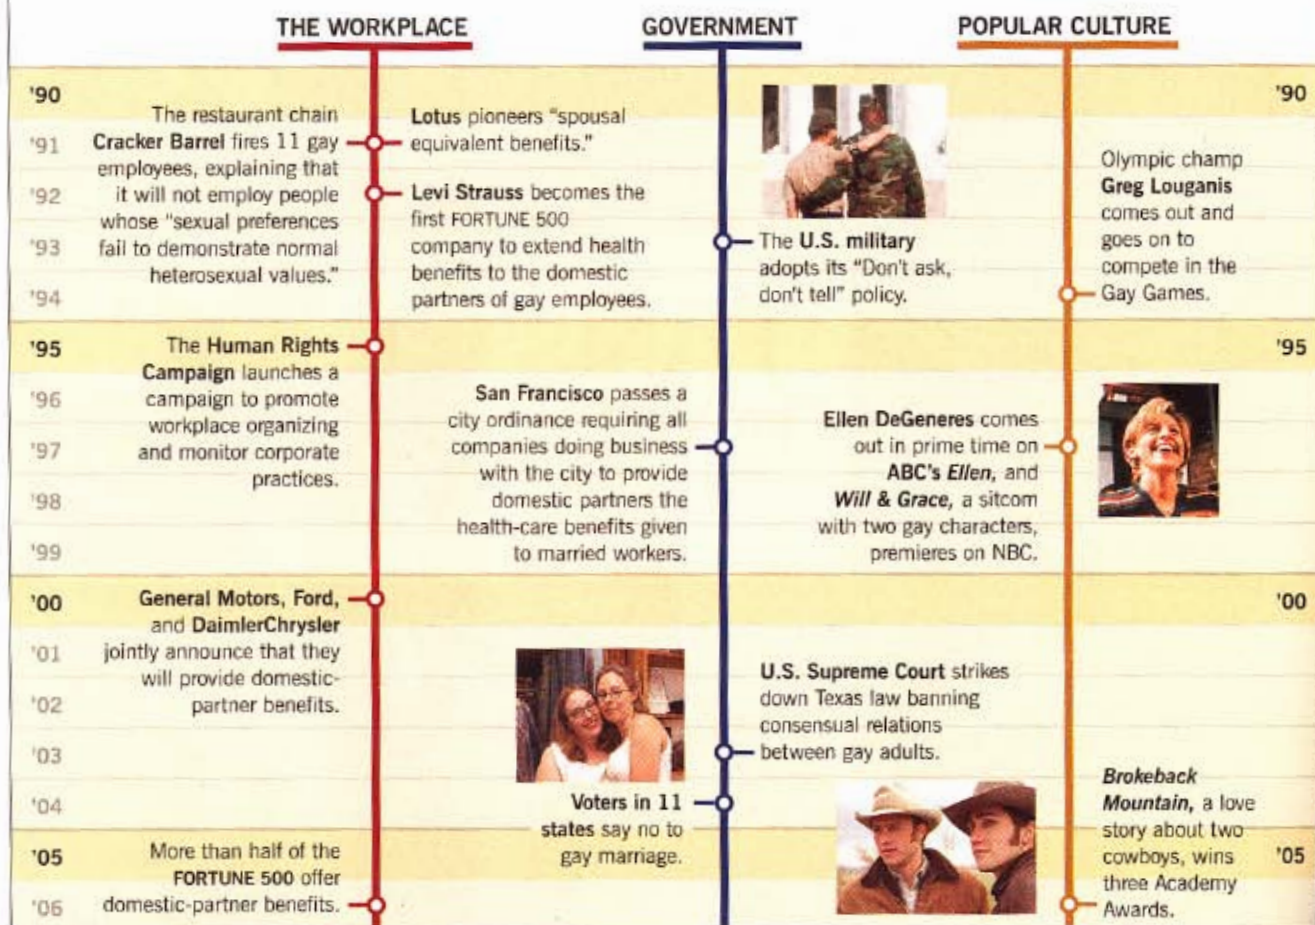 THE WORKPLACE
GOVERNMENT
POPULAR CULTURE
'90
'91
'92
'93
'94
'95
'96
'97
'98
'99
'00
'01
'02
'03
'04
'05
'06
The restaurant chain
Cracker Barrel fires 11 gay
employees, explaining that
it will not employ people
whose "sexual preferences
fail to demonstrate normal
heterosexual values."
Lotus pioneers "spousal
equivalent benefits."
Levi Strauss becomes the
first FORTUNE 500
company to extend health
benefits to the domestic
partners of gay employees.
The Human Rights
Campaign launches a
campaign to promote
workplace organizing
and monitor corporate
practices.
General Motors, Ford,
and DaimlerChrysler
jointly announce that they
will provide domestic-
partner benefits.
More than half of the
FORTUNE 500 offer
domestic-partner benefits.
The U.S. military
adopts its "Don't ask,
don't tell" policy.
San Francisco passes a
city ordinance requiring all
companies doing business
with the city to provide
domestic partners the
health-care benefits given
to married workers.
U.S. Supreme Court strikes
down Texas law banning
consensual relations
between gay adults.
Voters in 11
states say no to
gay marriage.
Olympic champ
Greg Louganis
comes out and
goes on to
compete in the
Gay Games.
Ellen DeGeneres comes
out in prime time on
ABC's Ellen, and
Will & Grace, a sitcom
with two gay characters,
premieres on NBC.
Brokeback
Mountain, a love
story about two
cowboys, wins
three Academy
Awards.
'90
'95
'00
'05